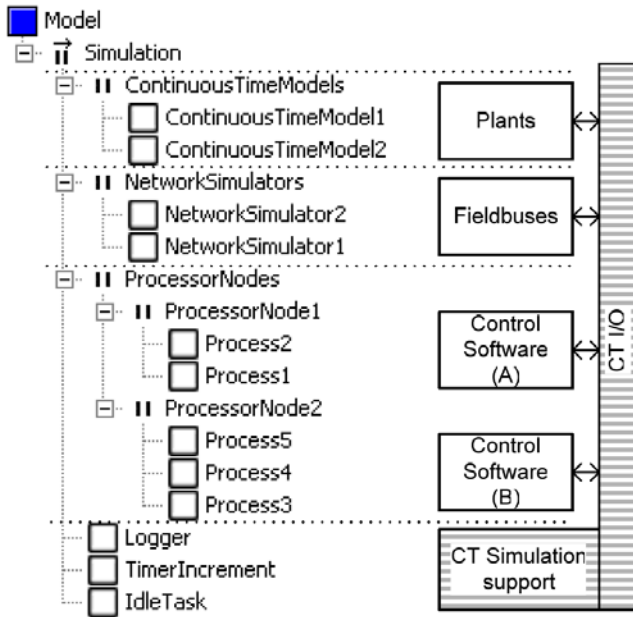 Model
Simulation
ContinuousTimeModels
ContinuousTimeModel1
ContinuousTimeModel2
NetworkSimulators
NetworkSimulator2
NetworkSimulator1
ProcessorNodes
ProcessorNode1
Process2
Process1
ProcessorNode2
Process5
Process4
Process3
Logger
TimerIncrement
IdleTask
Plants
Fieldbuses
Control
Software
(A)
Control
Software
(B)
CT Simulation
support
CT I/O